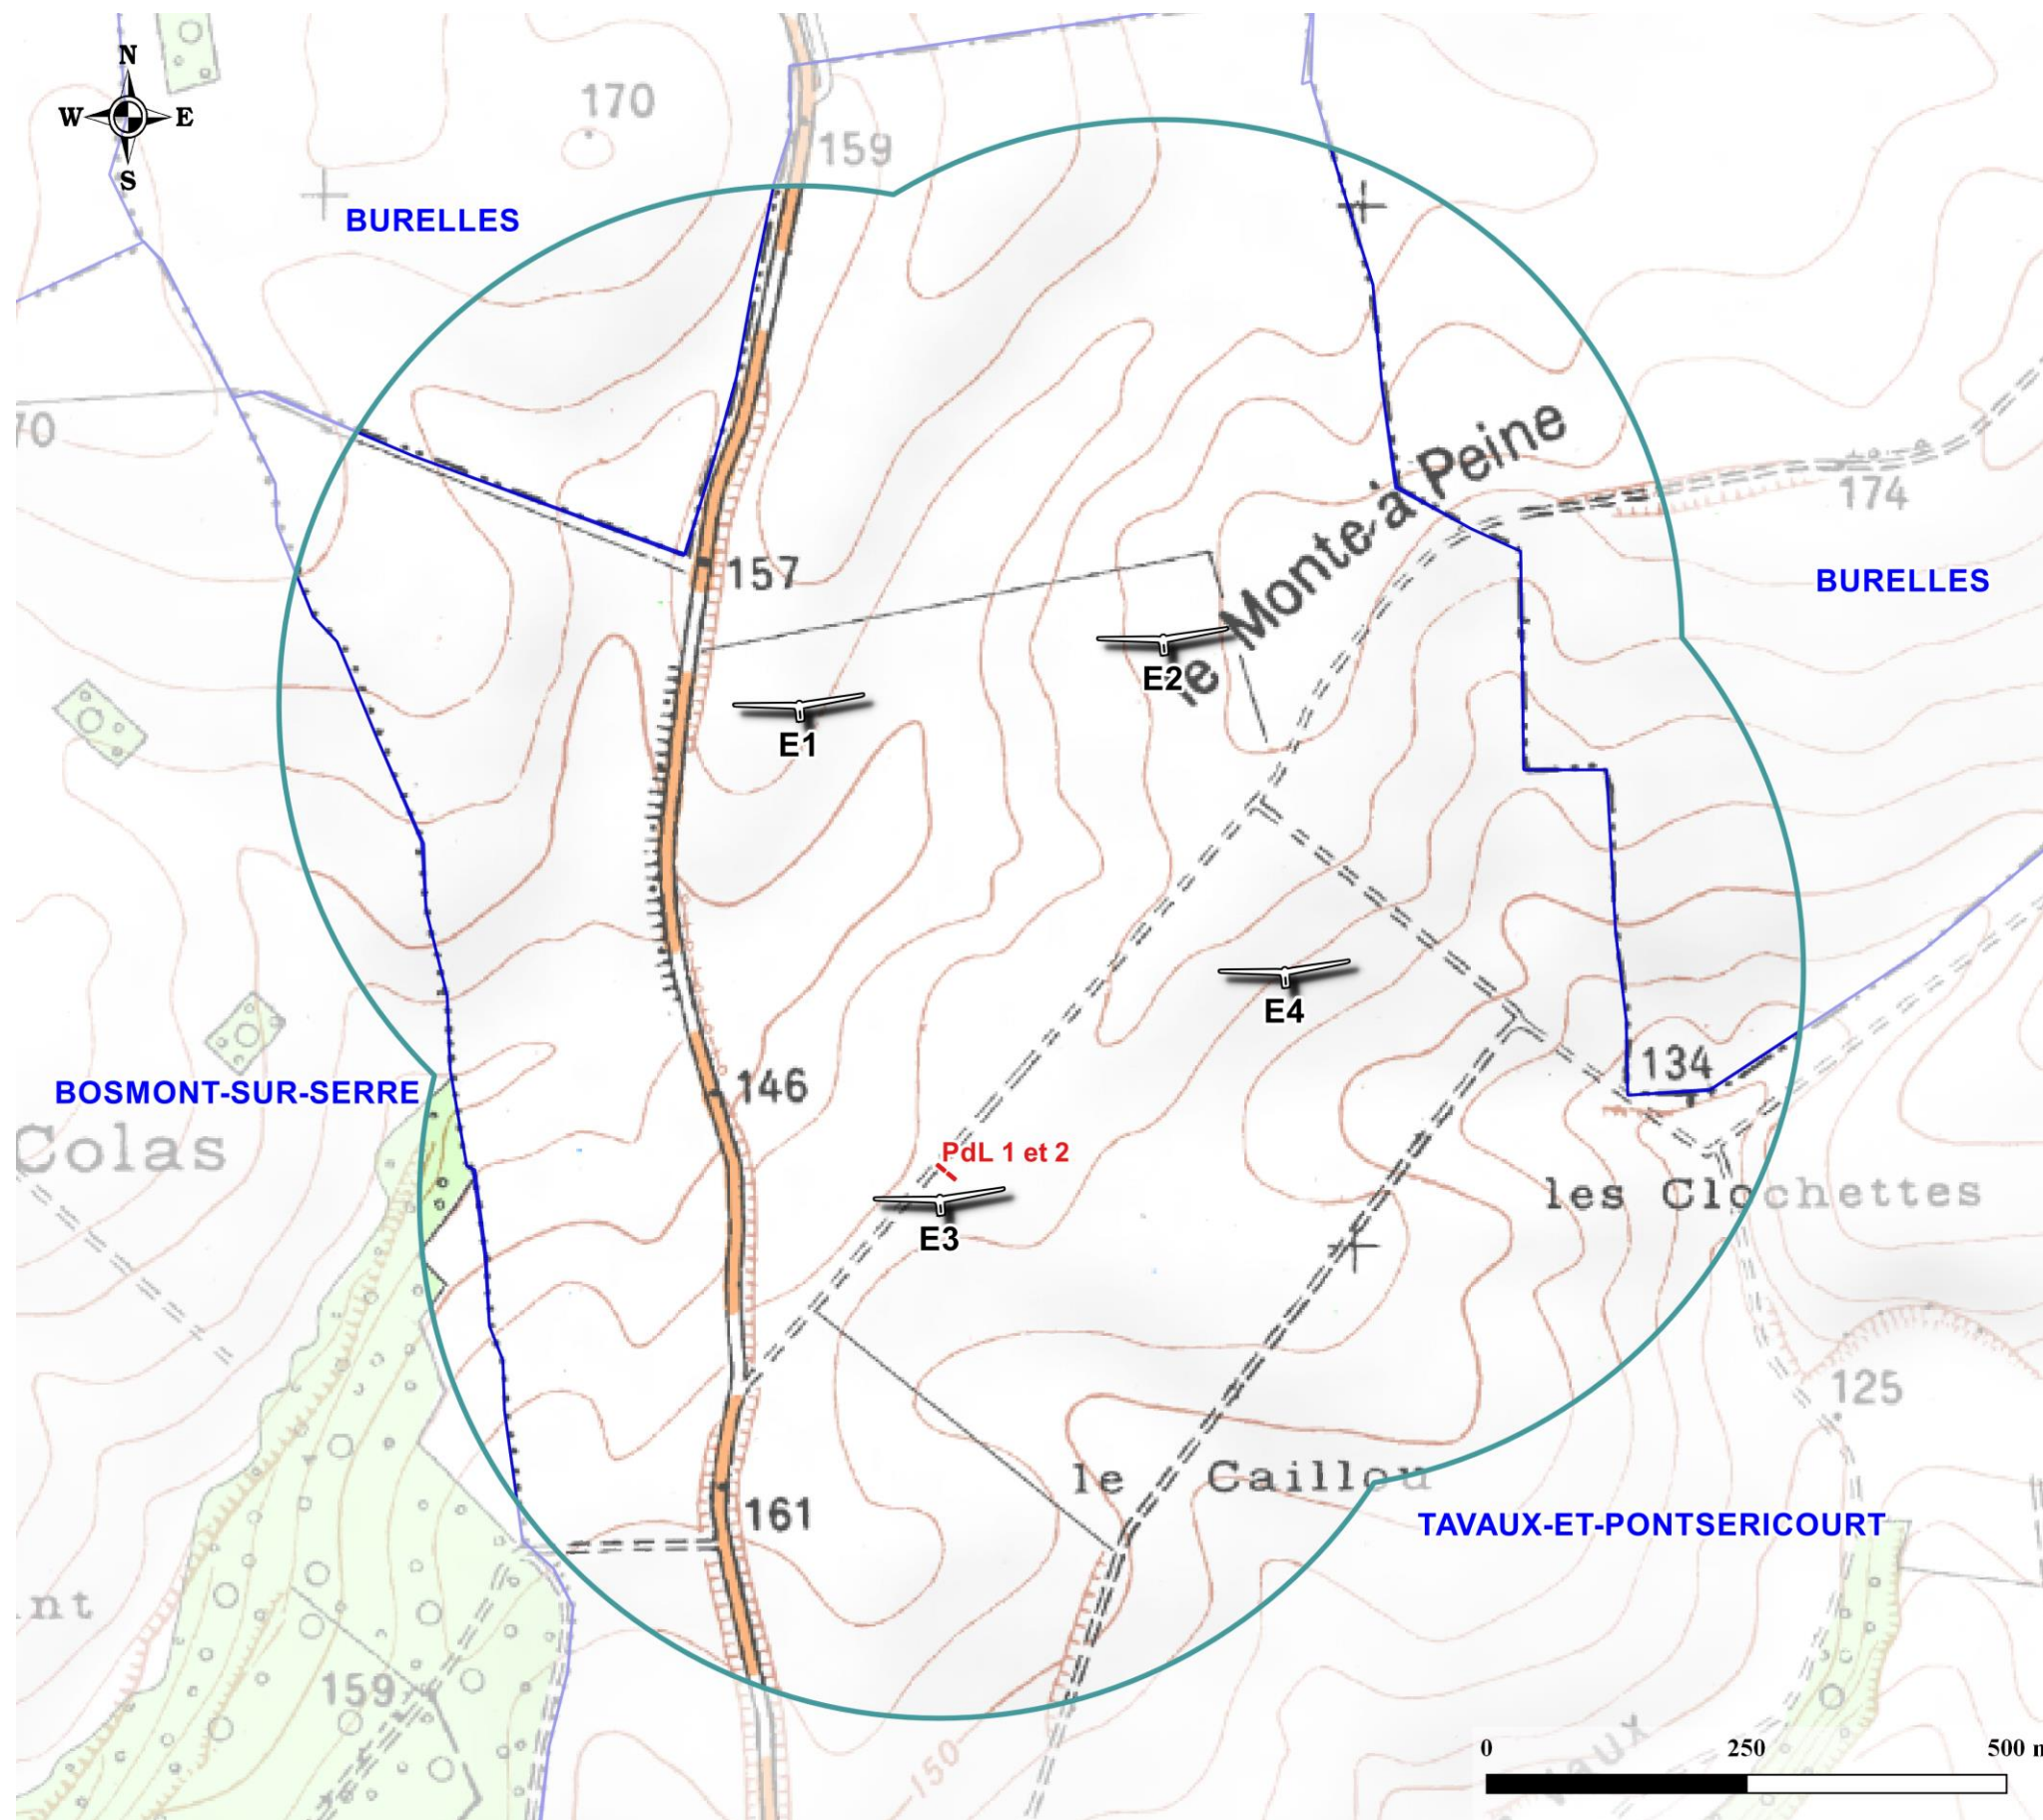 N
W E
S
170
159
BURELLES
le Monte à Peine
70
174
157
BURELLES
E2
E1
E4
134
146
BOSMONT-SUR-SERRE
Colas
PdL 1 et 2
les Clochettes
E3
125
le Caillou
161
TAVAUX-ET-PONTSERICOURT
nt
159
150
vaux
0 250 500 m